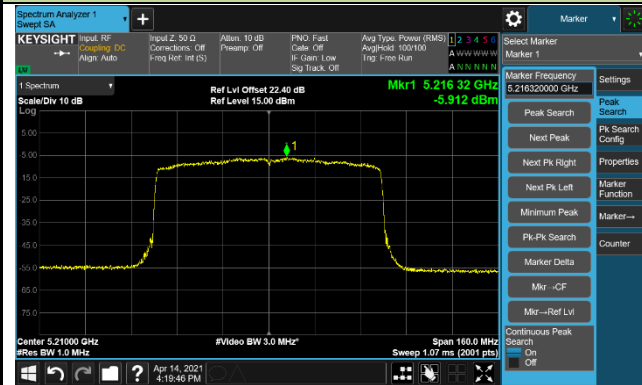 Spectrum Analyzer 1
Swept SA
Marker
KEYSIGHT Input: RF
Coupling: DC
Align: Auto
Input Z: 50 Ω
Corrections: Off
Freq Ref: Int (S)
Atten: 10 dB
Preamp: Off
PNO: Fast
Gate: Off
IF Gain: Low
Sig Track: Off
Avg Type: Power (RMS)
Avg|Hold: 100/100
Trig: Free Run
1 2 3 4 5 6
A W W W W W
A N N N N N
Select Marker
Marker 1
1 Spectrum
Scale/Div 10 dB
Log
Ref Lvl Offset 22.40 dB
Ref Level 15.00 dBm
Mkr1 5.216 32 GHz
-5.912 dBm
1
5.00
-5.00
-15.0
-25.0
-35.0
-45.0
-55.0
-65.0
-75.0
Center 5.21000 GHz
#Res BW 1.0 MHz
#Video BW 3.0 MHz*
Span 160.0 MHz
Sweep 1.07 ms (2001 pts)
Marker Frequency
5.216320000 GHz
Peak Search
Next Peak
Next Pk Right
Next Pk Left
Minimum Peak
Pk-Pk Search
Marker Delta
Mkr→CF
Mkr→Ref Lvl
Continuous Peak
Search
On
Off
Settings
Peak
Search
Pk Search
Config
Properties
Marker
Function
Marker→
Counter
Apr 14, 2021
4:19:46 PM